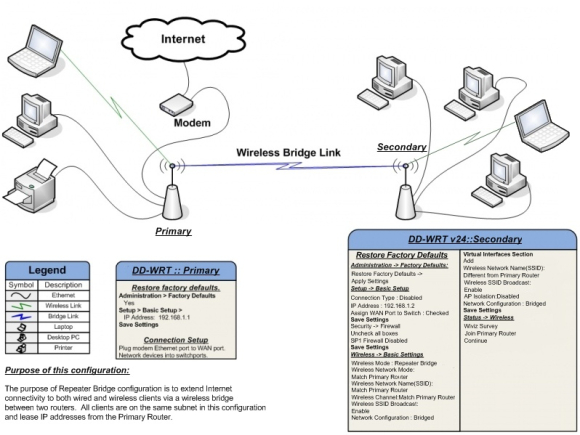 Internet
Modem
Wireless Bridge Link
Secondary
Primary
Legend
Symbol Description
Ethernet
Wireless Link
Bridge Link
Laptop
Desktop PC
Printer
DD-WRT :: Primary
Restore factory defaults.
Administration > Factory Defaults
Yes
Setup > Basic Setup >
IP Address: 192.168.1.1
Save Settings
Connection Setup
Plug modem Ethernet port to WAN port.
Network devices into switchports.
DD-WRT v24::Secondary
Restore Factory Defaults
Administration -> Factory Defaults:
Restore Factory Defaults ->
Apply Settings
Setup -> Basic Setup
Connection Type : Disabled
IP Address : 192.168.1.2
Assign WAN Port to Switch : Checked
Save Settings
Security -> Firewall
Uncheck all boxes
SP1 Firewall Disabled
Save Settings
Wireless -> Basic Settings
Wireless Mode : Repeater Bridge
Wireless Network Mode:
Match Primary Router
Wireless Network Name(SSID):
Match Primary Router
Wireless Channel Match Primary Router
Wireless SSID Broadcast:
Enable
Network Configuration : Bridged
Virtual Interfaces Section
Add
Wireless Network Name(SSID):
Different from Primary Router
Wireless SSID Broadcast:
Enable
AP Isolation Disabled
Network Configuration : Bridged
Save Settings
Status -> Wireless
Wiviz Survey
Join Primary Router
Continue
Purpose of this configuration:
The purpose of Repeater Bridge configuration is to extend Internet
connectivity to both wired and wireless clients via a wireless bridge
between two routers. All clients are on the same subnet in this configuration
and lease IP addresses from the Primary Router.